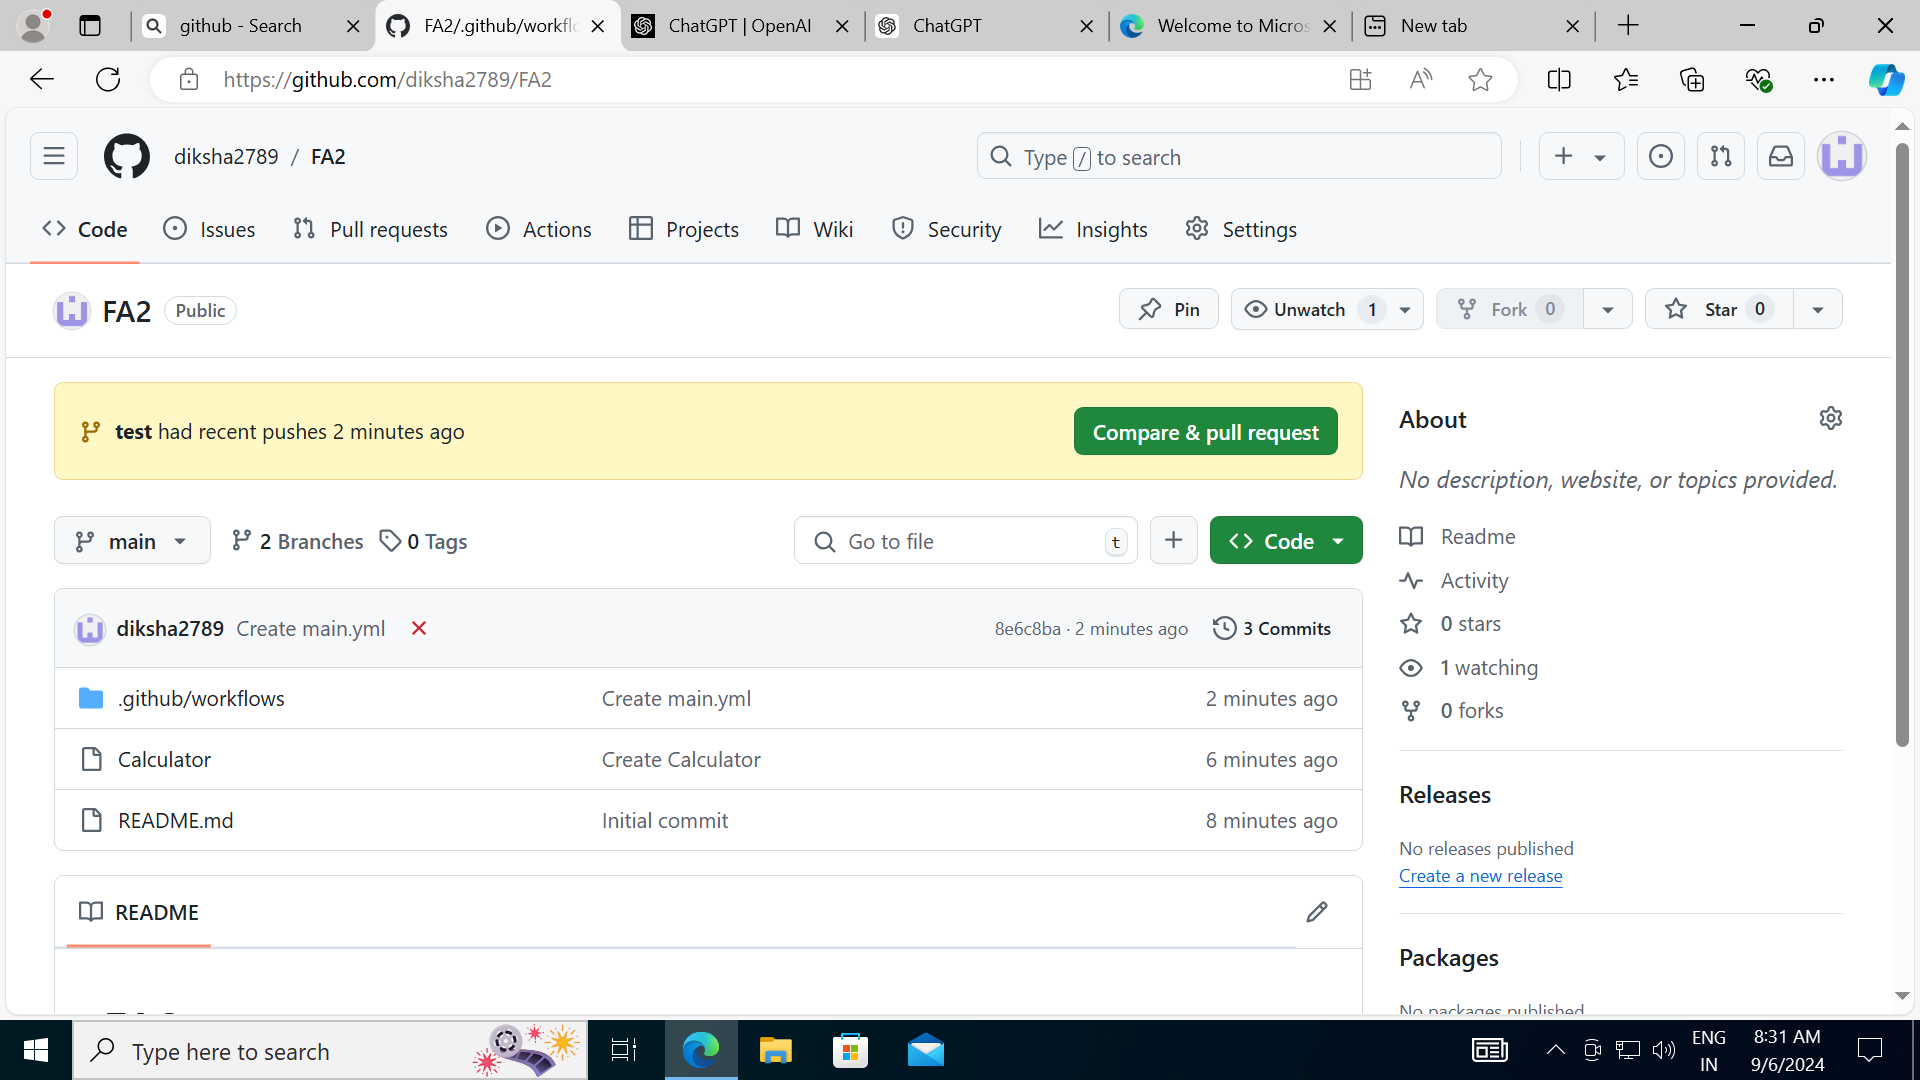 github - Search
FA2/.github/workflo
ChatGPT | OpenAI
ChatGPT
Welcome to Micros
New tab
https://github.com/diksha2789/FA2
diksha2789 / FA2
Type / to search
Code
Issues
Pull requests
Actions
Projects
Wiki
Security
Insights
Settings
FA2 Public
Pin
Unwatch 1
Fork 0
Star 0
test had recent pushes 2 minutes ago
Compare & pull request
main
2 Branches
0 Tags
Go to file t
Code
diksha2789 Create main.yml
8e6c8ba · 2 minutes ago
3 Commits
.github/workflows Create main.yml 2 minutes ago
Calculator Create Calculator 6 minutes ago
README.md Initial commit 8 minutes ago
README
About
No description, website, or topics provided.
Readme
Activity
0 stars
1 watching
0 forks
Releases
No releases published
Create a new release
Packages
No packages published
Type here to search
ENG
IN
8:31 AM
9/6/2024